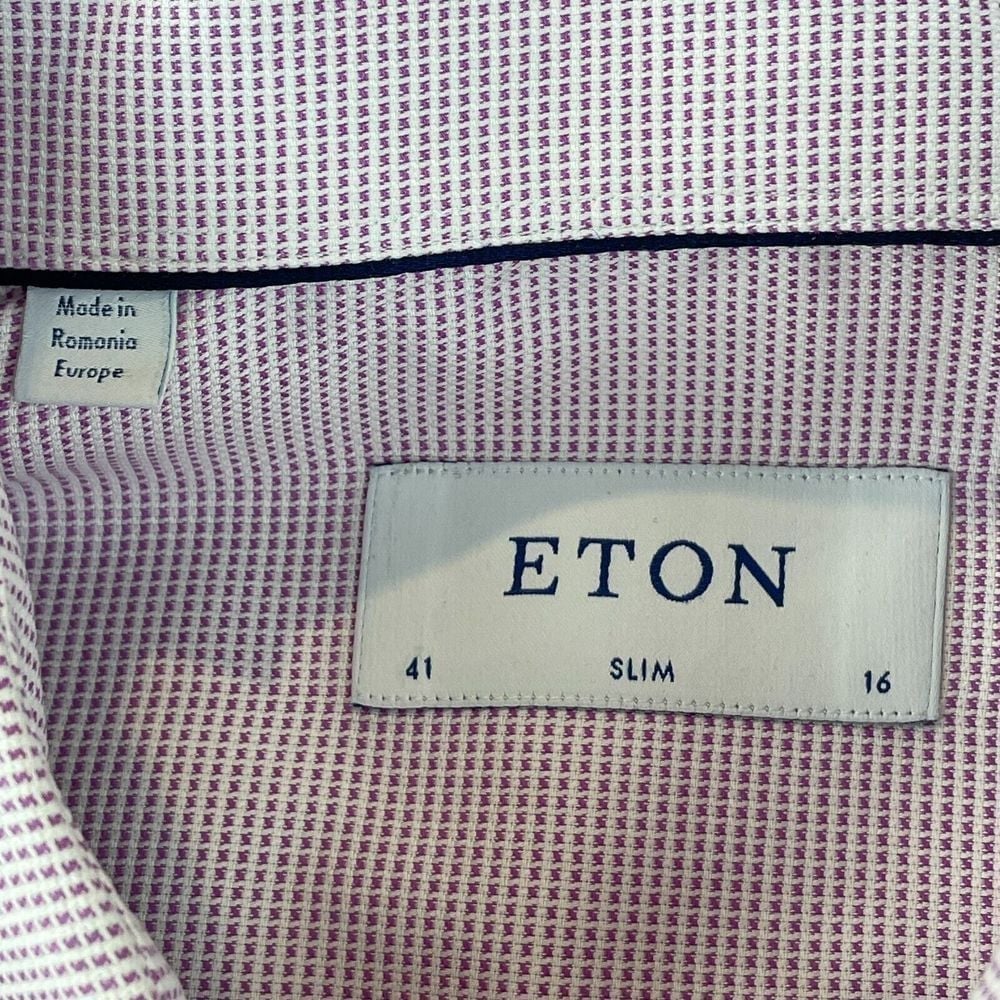 Made in
Romania
Europe
ETON
41 SLIM 16